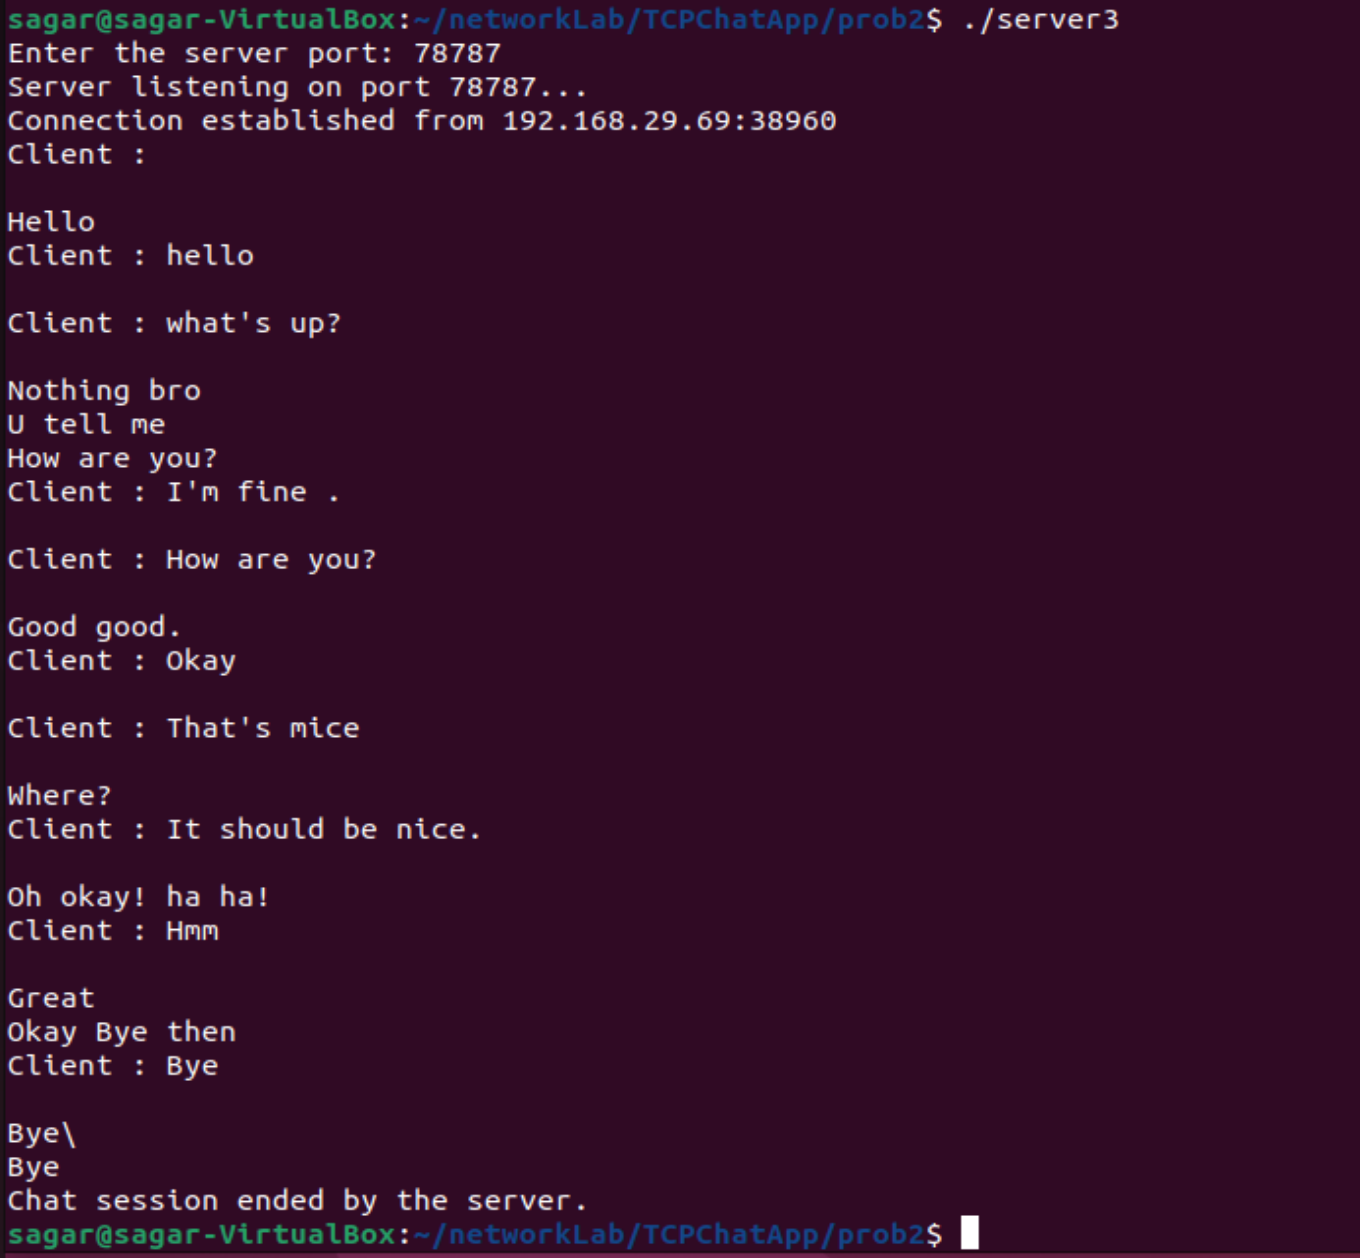 sagar@sagar-VirtualBox:~/networkLab/TCPChatApp/prob2$ ./server3
Enter the server port: 78787
Server listening on port 78787...
Connection established from 192.168.29.69:38960
Client :
Hello
Client : hello
Client : what's up?
Nothing bro
U tell me
How are you?
Client : I'm fine .
Client : How are you?
Good good.
Client : Okay
Client : That's mice
Where?
Client : It should be nice.
Oh okay! ha ha!
Client : Hmm
Great
Okay Bye then
Client : Bye
Bye\
Bye
Chat session ended by the server.
sagar@sagar-VirtualBox:~/networkLab/TCPChatApp/prob2$